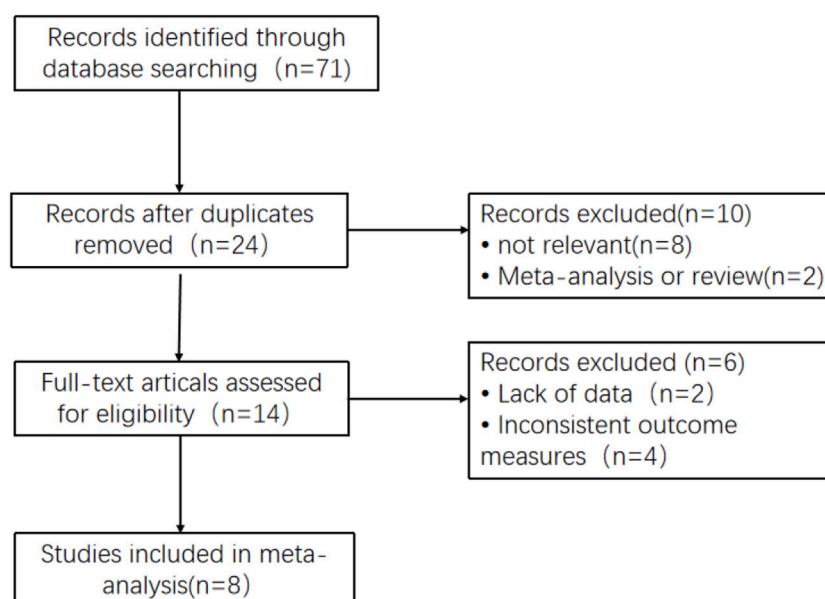 Records identified through
database searching（n=71)
Records after duplicates
removed（n=24)
Records excluded(n=10)
• not relevant(n=8)
• Meta-analysis or review(n=2)
Full-text articals assessed
for eligibility（n=14)
Records excluded (n=6)
• Lack of data（n=2)
• Inconsistent outcome
measures（n=4)
Studies included in meta-
analysis(n=8)